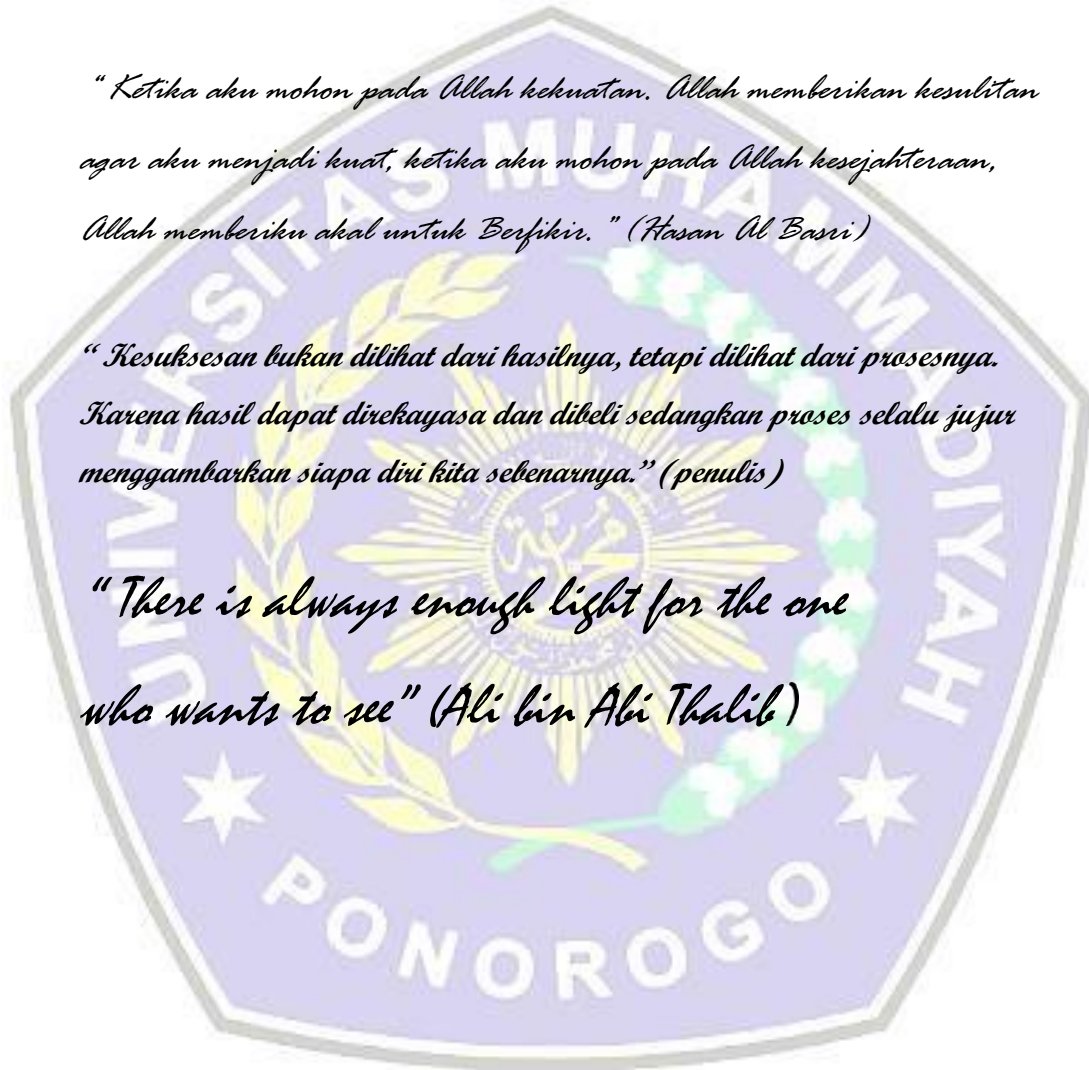 “Ketika aku mohon pada Allah kekuatan. Allah memberikan kesulitan
agar aku menjadi kuat, ketika aku mohon pada Allah kesejahteraan,
Allah memberiku akal untuk Berfikir.” (Hasan Al Basri)
“Kesuksesan bukan dilihat dari hasilnya, tetapi dilihat dari prosesnya.
Karena hasil dapat direkayasa dan dibeli sedangkan proses selalu jujur
menggambarkan siapa diri kita sebenarnya.” (penulis)
“There is always enough light for the one
who wants to see” (Ali bin Abi Thalib)
UNIVERSITAS MUHAMMADIYAH
PONOROGO